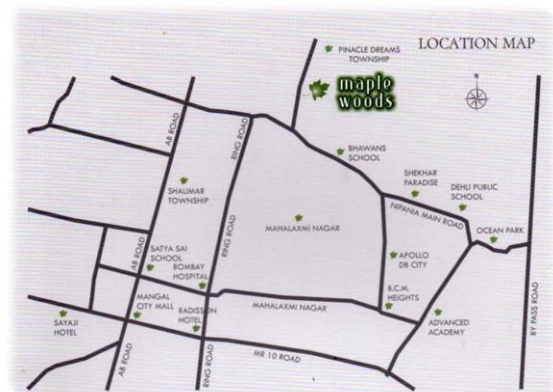 LOCATION MAP
PINACLE DREAMS
TOWNSHIP
maple
woods
N
AB ROAD
RING ROAD
BHAWANS
SCHOOL
SHEKHAR
PARADISE
DEHLI PUBLIC
SCHOOL
NIPANIA MAIN ROAD
OCEAN PARK
SHALIMAR
TOWNSHIP
MAHALAXMI NAGAR
RING ROAD
AB ROAD
SATYA SAI
SCHOOL
BOMBAY
HOSPITAL
APOLLO
DB CITY
B.C.M.
HEIGHTS
MAHALAXMI NAGAR
MANGAL
CITY MALL
RADISSON
HOTEL
SAYAJI
HOTEL
ADVANCED
ACADEMY
BY PASS ROAD
MR 10 ROAD
AB ROAD
RING ROAD